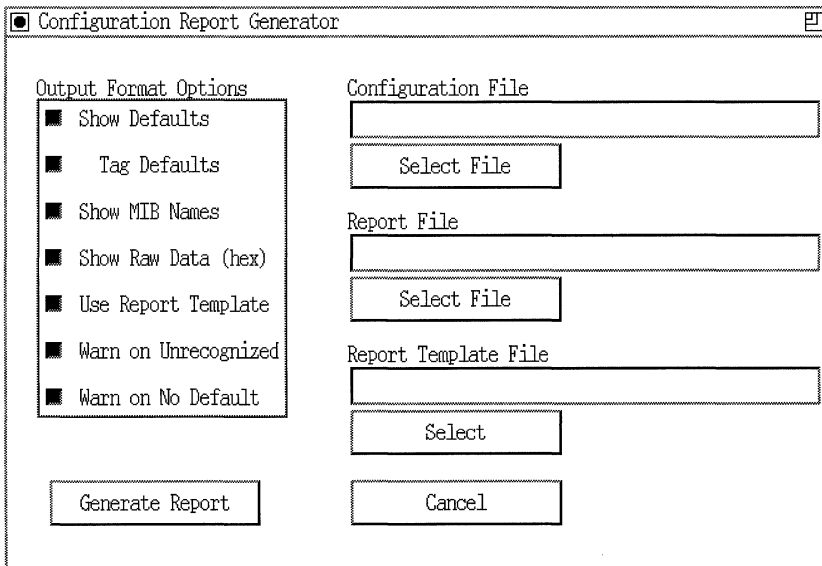 Configuration Report Generator
Output Format Options
Show Defaults
Tag Defaults
Show MIB Names
Show Raw Data (hex)
Use Report Template
Warn on Unrecognized
Warn on No Default
Generate Report
Configuration File
Select File
Report File
Select File
Report Template File
Select
Cancel